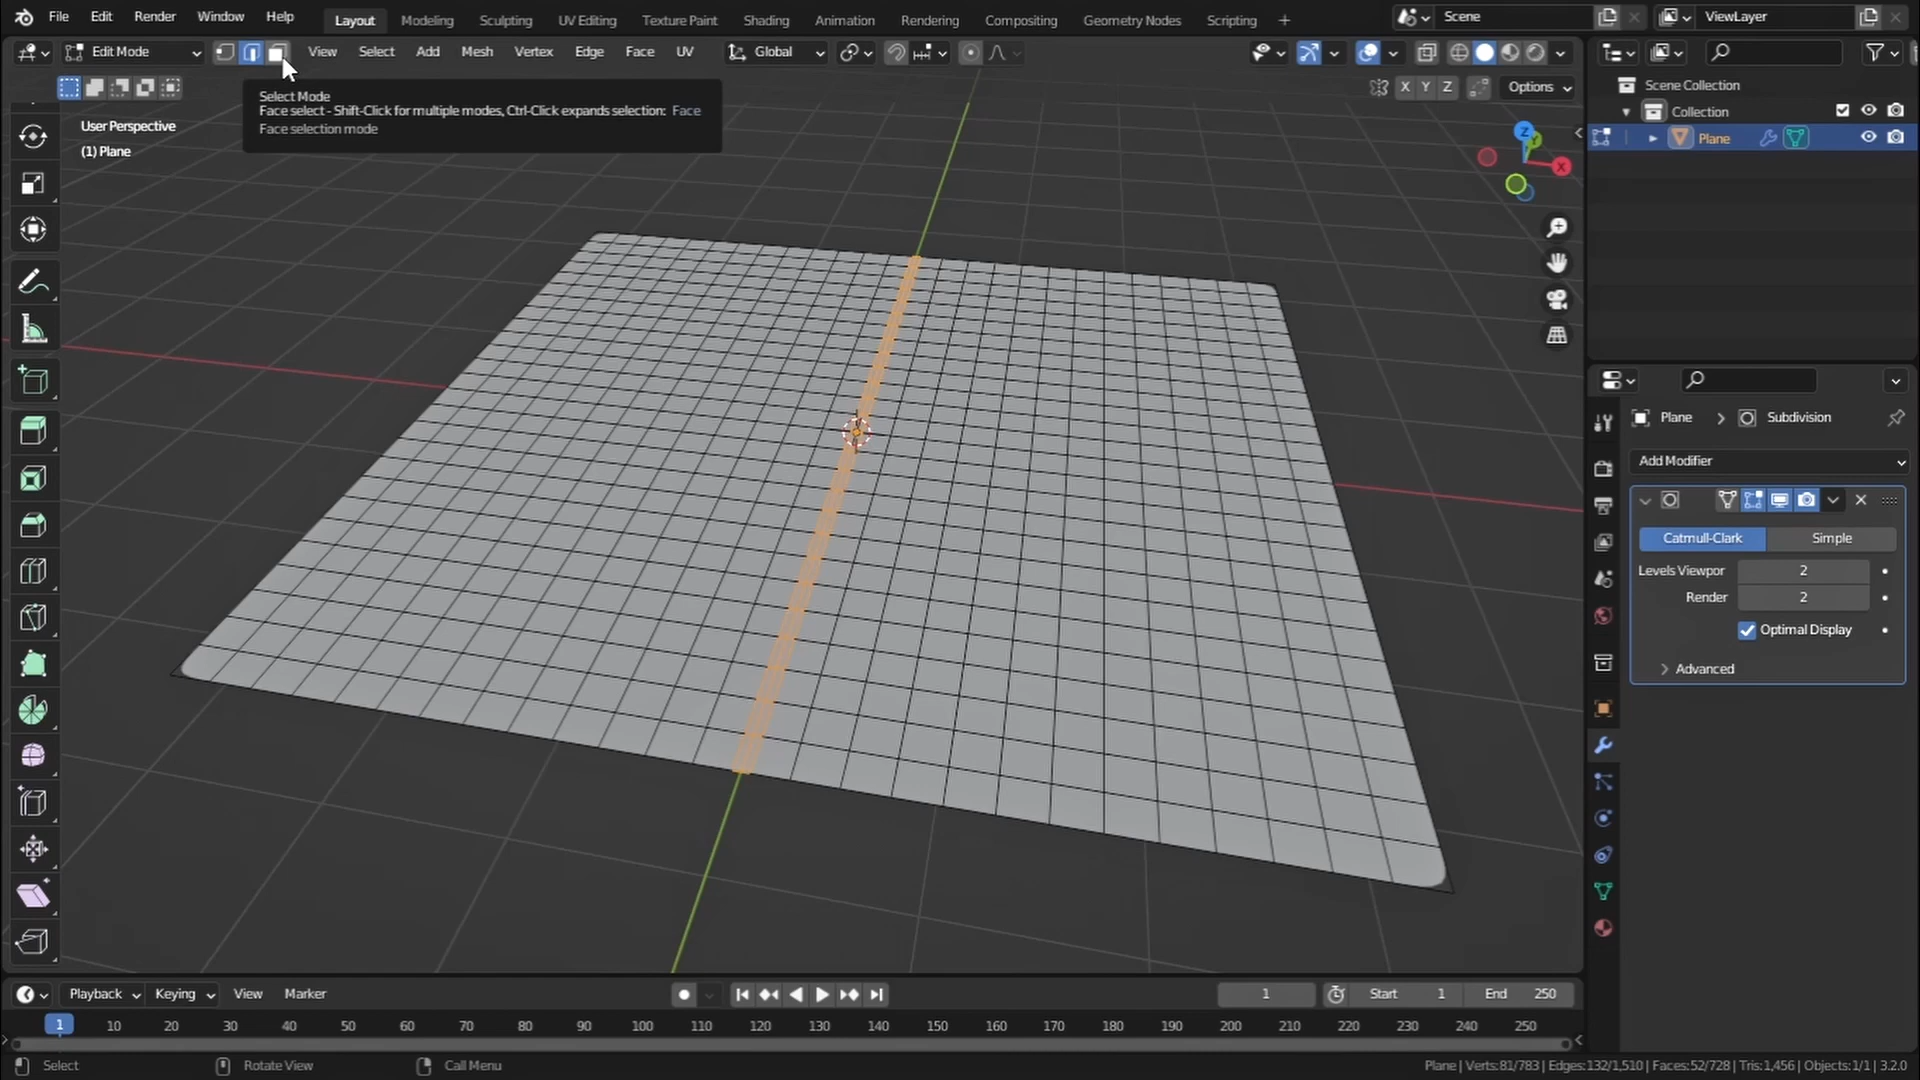 File Edit Render Window Help Layout Modeling Sculpting UV Editing Texture Paint Shading Animation Rendering Compositing Geometry Nodes Scripting + Scene ViewLayer
Edit Mode View Select Add Mesh Vertex Edge Face UV Global
X Y Z Options
Select Mode
Face select - Shift-Click for multiple modes, Ctrl-Click expands selection: Face
Face selection mode
User Perspective
(1) Plane
Z
X
Scene Collection
Collection
Plane
Plane > Subdivision
Add Modifier
Catmull-Clark Simple
Levels Viewpor 2
Render 2
Optimal Display
Advanced
Playback Keying View Marker 1 Start 1 End 250
1 10 20 30 40 50 60 70 80 90 100 110 120 130 140 150 160 170 180 190 200 210 220 230 240 250
Select Rotate View Call Menu Plane | Verts:81/783 | Edges:132/1,510 | Faces:52/728 | Tris:1,456 | Objects:1/1 | 3.2.0